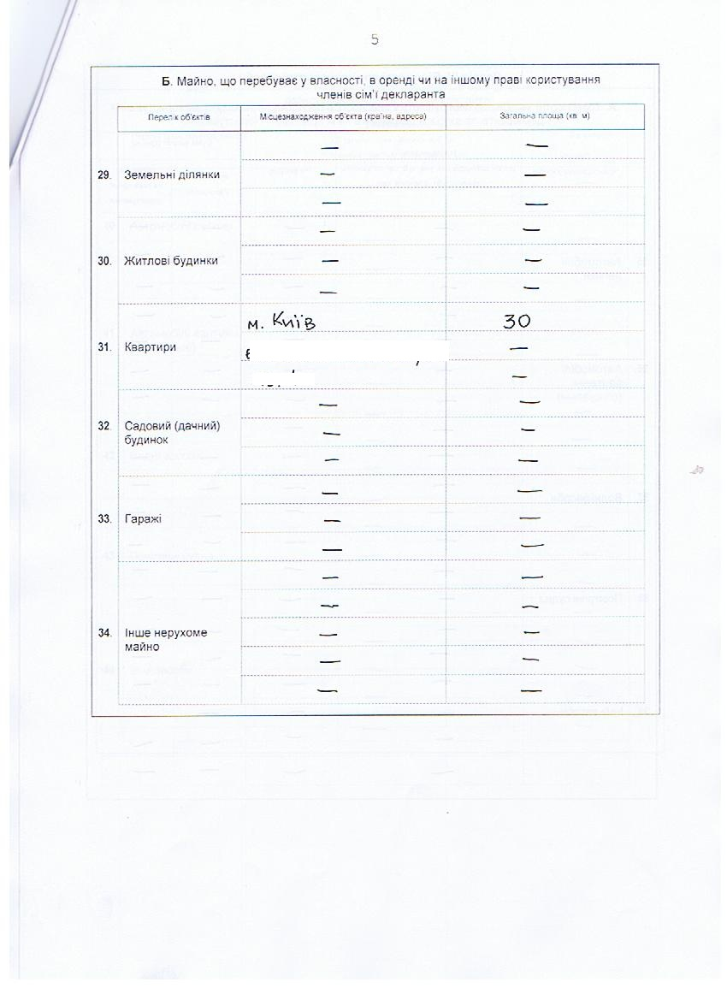 5
Б. Майно, що перебуває у власності, в оренді чи на іншому праві користування
членів сім'ї декларанта
Перелік об'єктів Місцезнаходження об'єкта (країна, адреса) Загальна площа (кв. м)
— —
29. Земельні ділянки — —
— —
— —
30. Житлові будинки — —
— —
м. Київ 30
31. Квартири —
—
— —
32. Садовий (дачний) — —
будинок
— —
— —
33. Гаражі — —
— —
— —
— —
34. Інше нерухоме — —
майно
— —
— —